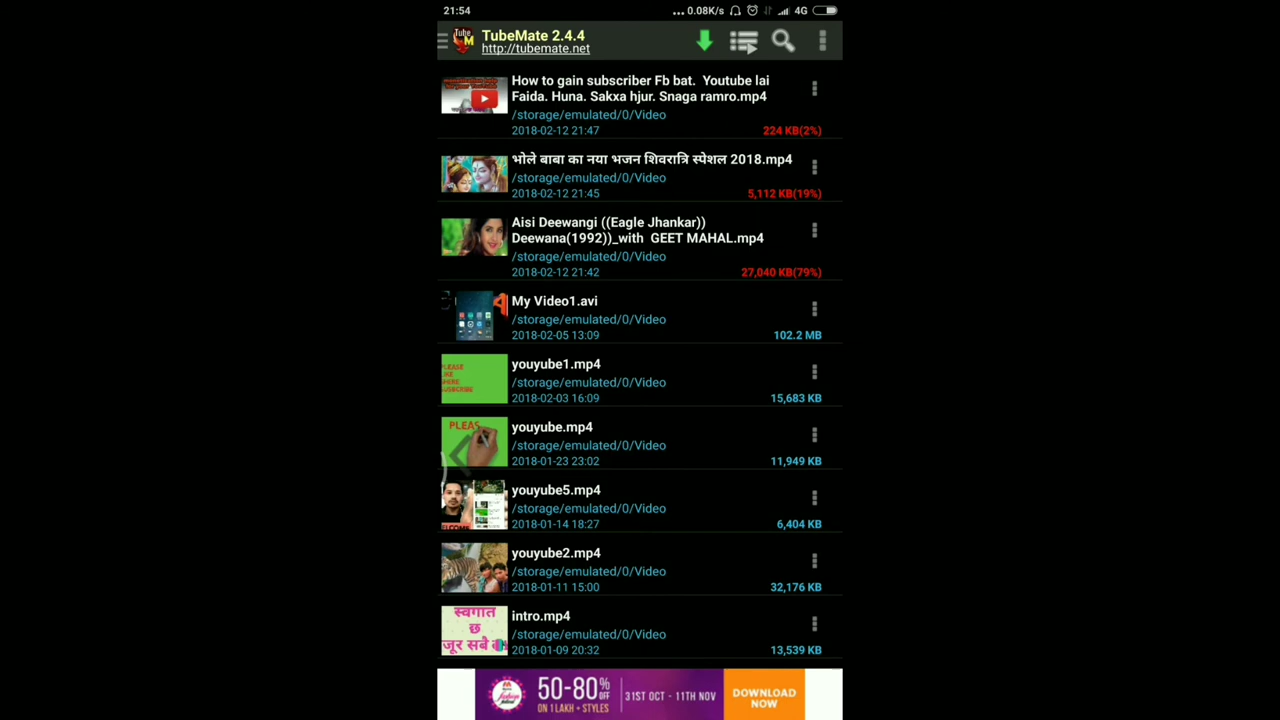 21:54
... 0.08K/s 4G
Tube
M
TubeMate 2.4.4
http://tubemate.net
How to gain subscriber Fb bat. Youtube lai
Faida. Huna. Sakxa hjur. Snaga ramro.mp4
/storage/emulated/0/Video
2018-02-12 21:47 224 KB(2%)
भोले बाबा का नया भजन शिवरात्रि स्पेशल 2018.mp4
/storage/emulated/0/Video
2018-02-12 21:45 5,112 KB(19%)
Aisi Deewangi ((Eagle Jhankar))
Deewana(1992))_with GEET MAHAL.mp4
/storage/emulated/0/Video
2018-02-12 21:42 27,040 KB(79%)
My Video1.avi
/storage/emulated/0/Video
2018-02-05 13:09 102.2 MB
PLEASE
LIKE
SHIRE
SUBSCRBU
youyube1.mp4
/storage/emulated/0/Video
2018-02-03 16:09 15,683 KB
PLEAS
youyube.mp4
/storage/emulated/0/Video
2018-01-23 23:02 11,949 KB
youyube5.mp4
/storage/emulated/0/Video
2018-01-14 18:27 6,404 KB
youyube2.mp4
/storage/emulated/0/Video
2018-01-11 15:00 32,176 KB
स्वगात
छ
जूर सबै
intro.mp4
/storage/emulated/0/Video
2018-01-09 20:32 13,539 KB
50-80% OFF
ON 1 LAKH + STYLES
31ST OCT - 11TH NOV
DOWNLOAD
NOW